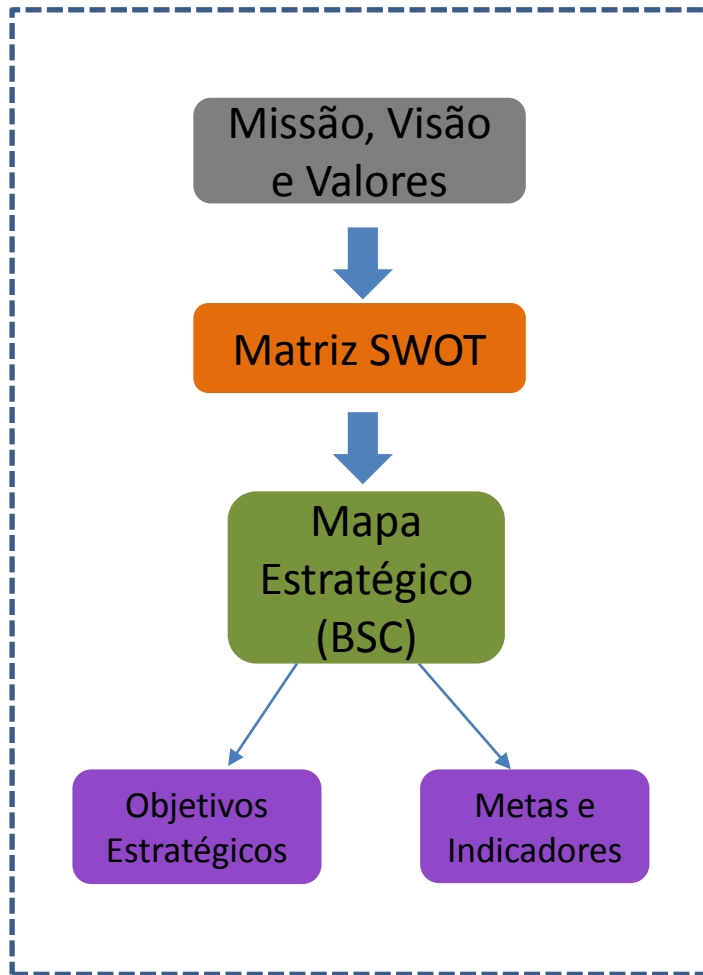 Missão, Visão
e Valores
Matriz SWOT
Mapa
Estratégico
(BSC)
Objetivos
Estratégicos
Metas e
Indicadores